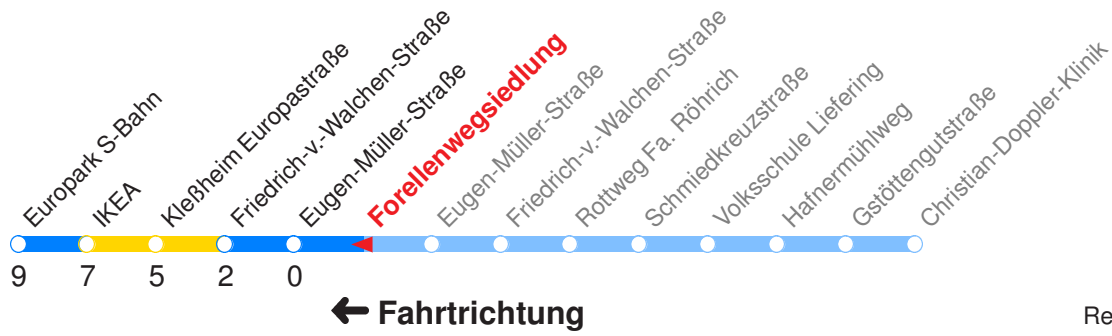 Europark S-Bahn
IKEA
Kleßheim Europastraße
Friedrich-v.-Walchen-Straße
Eugen-Müller-Straße
Forellenwegsiedlung
Eugen-Müller-Straße
Friedrich-v.-Walchen-Straße
Rottweg Fa. Röhrich
Schmiedkreuzstraße
Volksschule Liefering
Hafnermühlweg
Gstöttengutstraße
Christian-Doppler-Klinik
9 7 5 2 0
Fahrtrichtung
Re